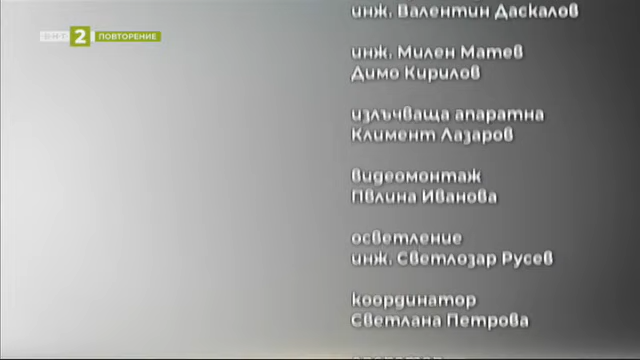 БНТ 2 ПОВТОРЕНИЕ
инж. Валентин Даскалов
инж. Милен Матев
Димо Кирилов
излъчваща апаратна
Климент Лазаров
видеомонтаж
Пвлина Иванова
осветление
инж. Светлозар Русев
координатор
Светлана Петрова